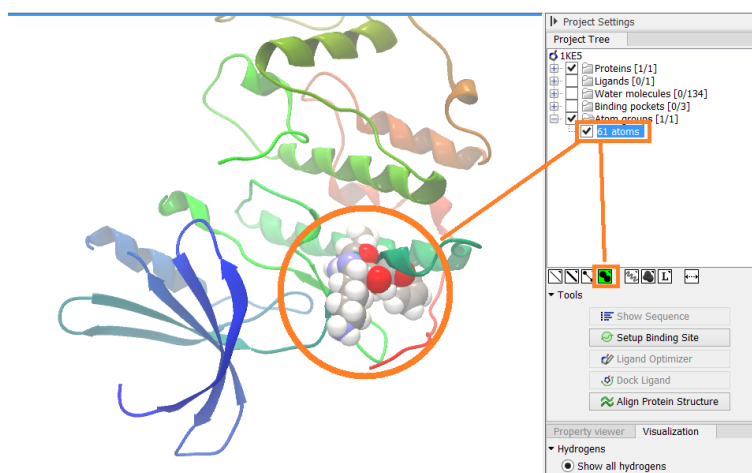 Project Settings
Project Tree
1KE5
Proteins [1/1]
Ligands [0/1]
Water molecules [0/134]
Binding pockets [0/3]
Atom groups [1/1]
61 atoms
L
Tools
Show Sequence
Setup Binding Site
Ligand Optimizer
Dock Ligand
Align Protein Structure
Property viewer Visualization
Hydrogens
Show all hydrogens